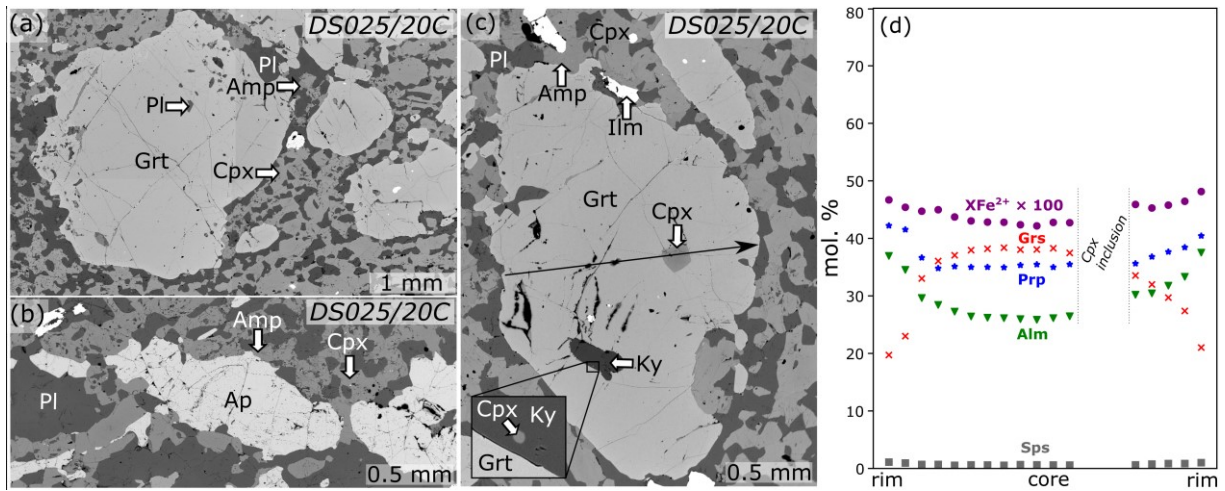 (a)
DS025/20C
Pl
Amp
Pl
Grt
Cpx
1 mm
(b)
DS025/20C
Amp
Cpx
Pl
Ap
0.5 mm
(c)
Cpx
DS025/20C
Pl
Amp
Ilm
Grt
Cpx
Ky
Cpx
Ky
Grt
0.5 mm
(d)
mol. %
80
70
60
50
40
30
20
10
0
XFe²⁺ × 100
Grs
Prp
Alm
Cpx
inclusion
Sps
rim
core
rim